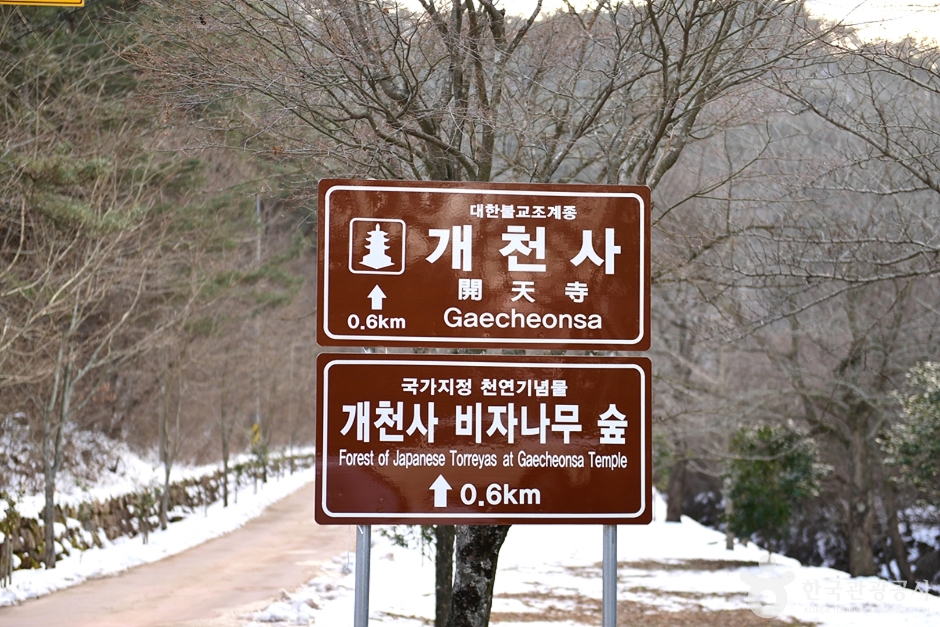 대한불교조계종
개천사
開天寺
0.6km
Gaecheonsa
국가지정 천연기념물
개천사 비자나무 숲
Forest of Japanese Torreyas at Gaecheonsa Temple
0.6km
한국관광공사